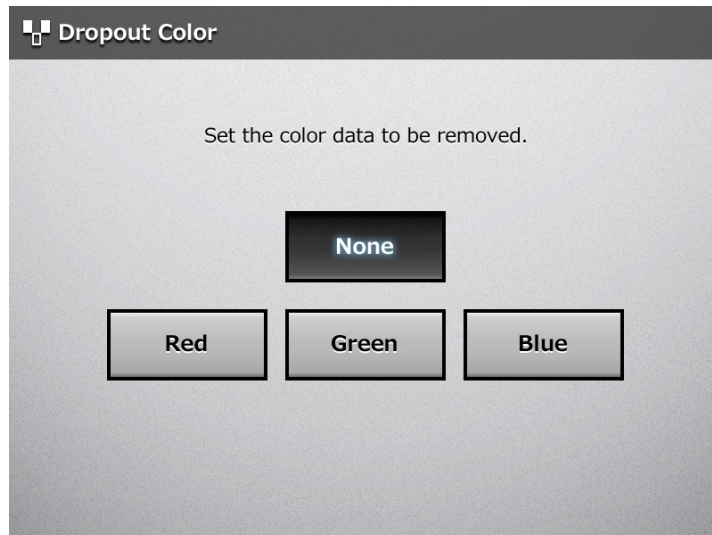 Dropout Color
Set the color data to be removed.
None
Red Green Blue